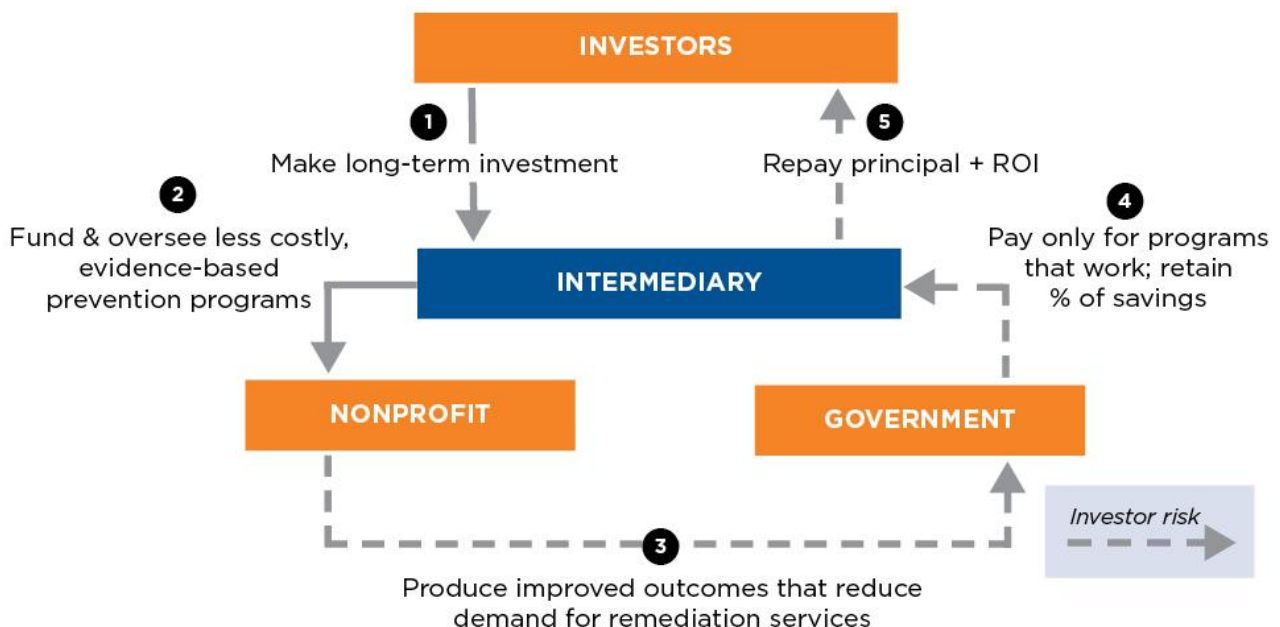 INVESTORS
1
Make long-term investment
5
Repay principal + ROI
2
Fund & oversee less costly,
evidence-based
prevention programs
4
Pay only for programs
that work; retain
% of savings
INTERMEDIARY
NONPROFIT
GOVERNMENT
Investor risk
3
Produce improved outcomes that reduce
demand for remediation services